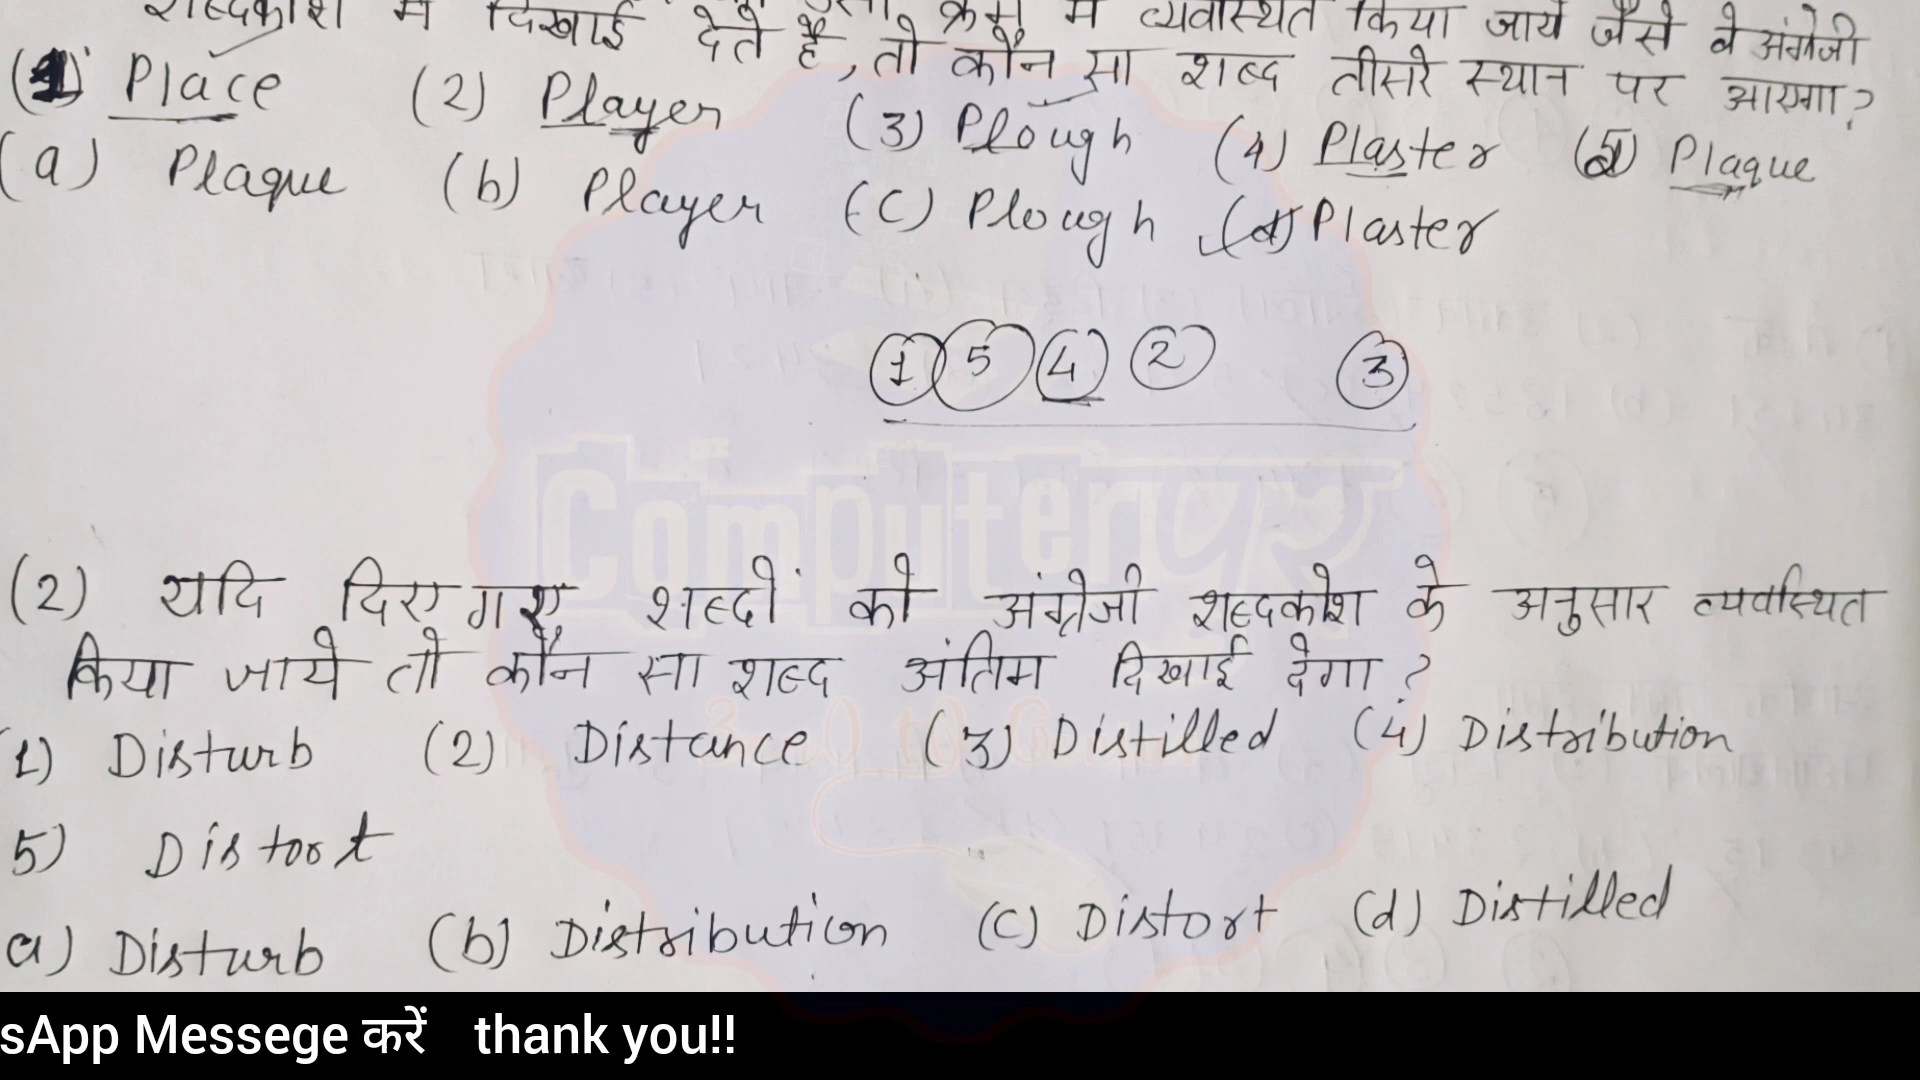 शब्दकोश में दिखाई देते हैं, तो कौन सा शब्द तीसरे स्थान पर आएगा?
क्रम में व्यवस्थित किया जाये जैसे वे अंग्रेजी
(1) Place (2) Player (3) Plough (4) Plaster (5) Plaque
(a) Plaque (b) Player (C) Plough (d) Plaster
1 5 4 2 3
Computerघर
(2) यदि दिए गए शब्दों को अंग्रेजी शब्दकोश के अनुसार व्यवस्थित
किया जाये तो कौन सा शब्द अंतिम दिखाई देगा?
1) Disturb (2) Distance (3) Distilled (4) Distribution
5) Distort
a) Disturb (b) Distribution (C) Distort (d) Distilled
sApp Messege करें thank you!!